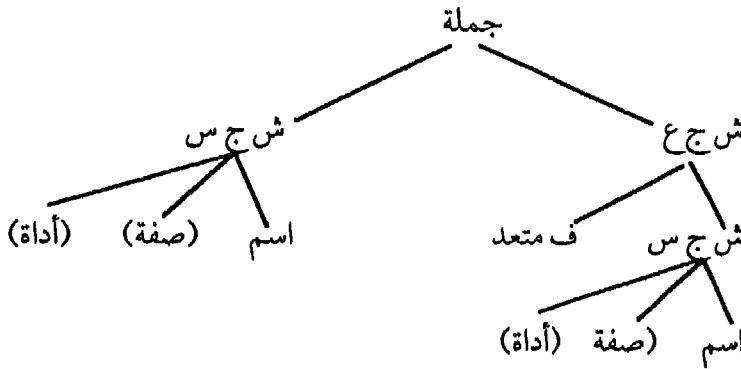 جملة
ش ج ع ش ج س
اسم (صفة) (أداة) ف متعد
ش ج س
اسم (صفة (أداة)